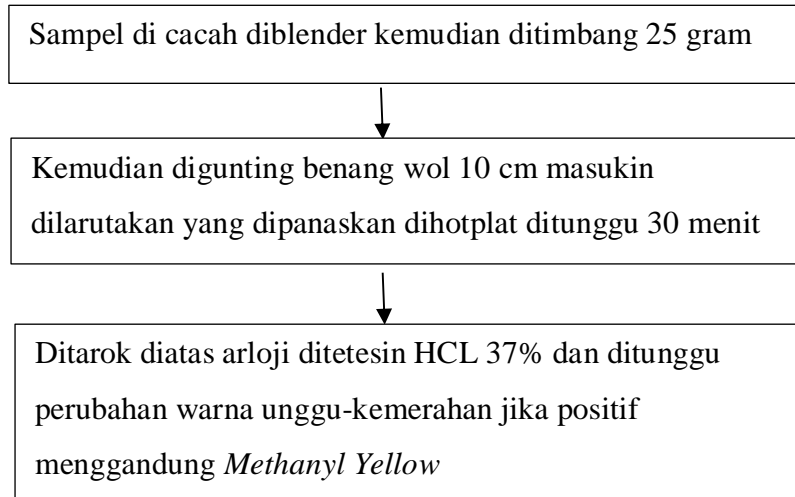 Sampel di cacah diblender kemudian ditimbang 25 gram
Kemudian digunting benang wol 10 cm masukin
dilarutakan yang dipanaskan dihotplat ditunggu 30 menit
Ditarok diatas arloji ditetesin HCL 37% dan ditunggu
perubahan warna unggu-kemerahan jika positif
menggandung Methanyl Yellow